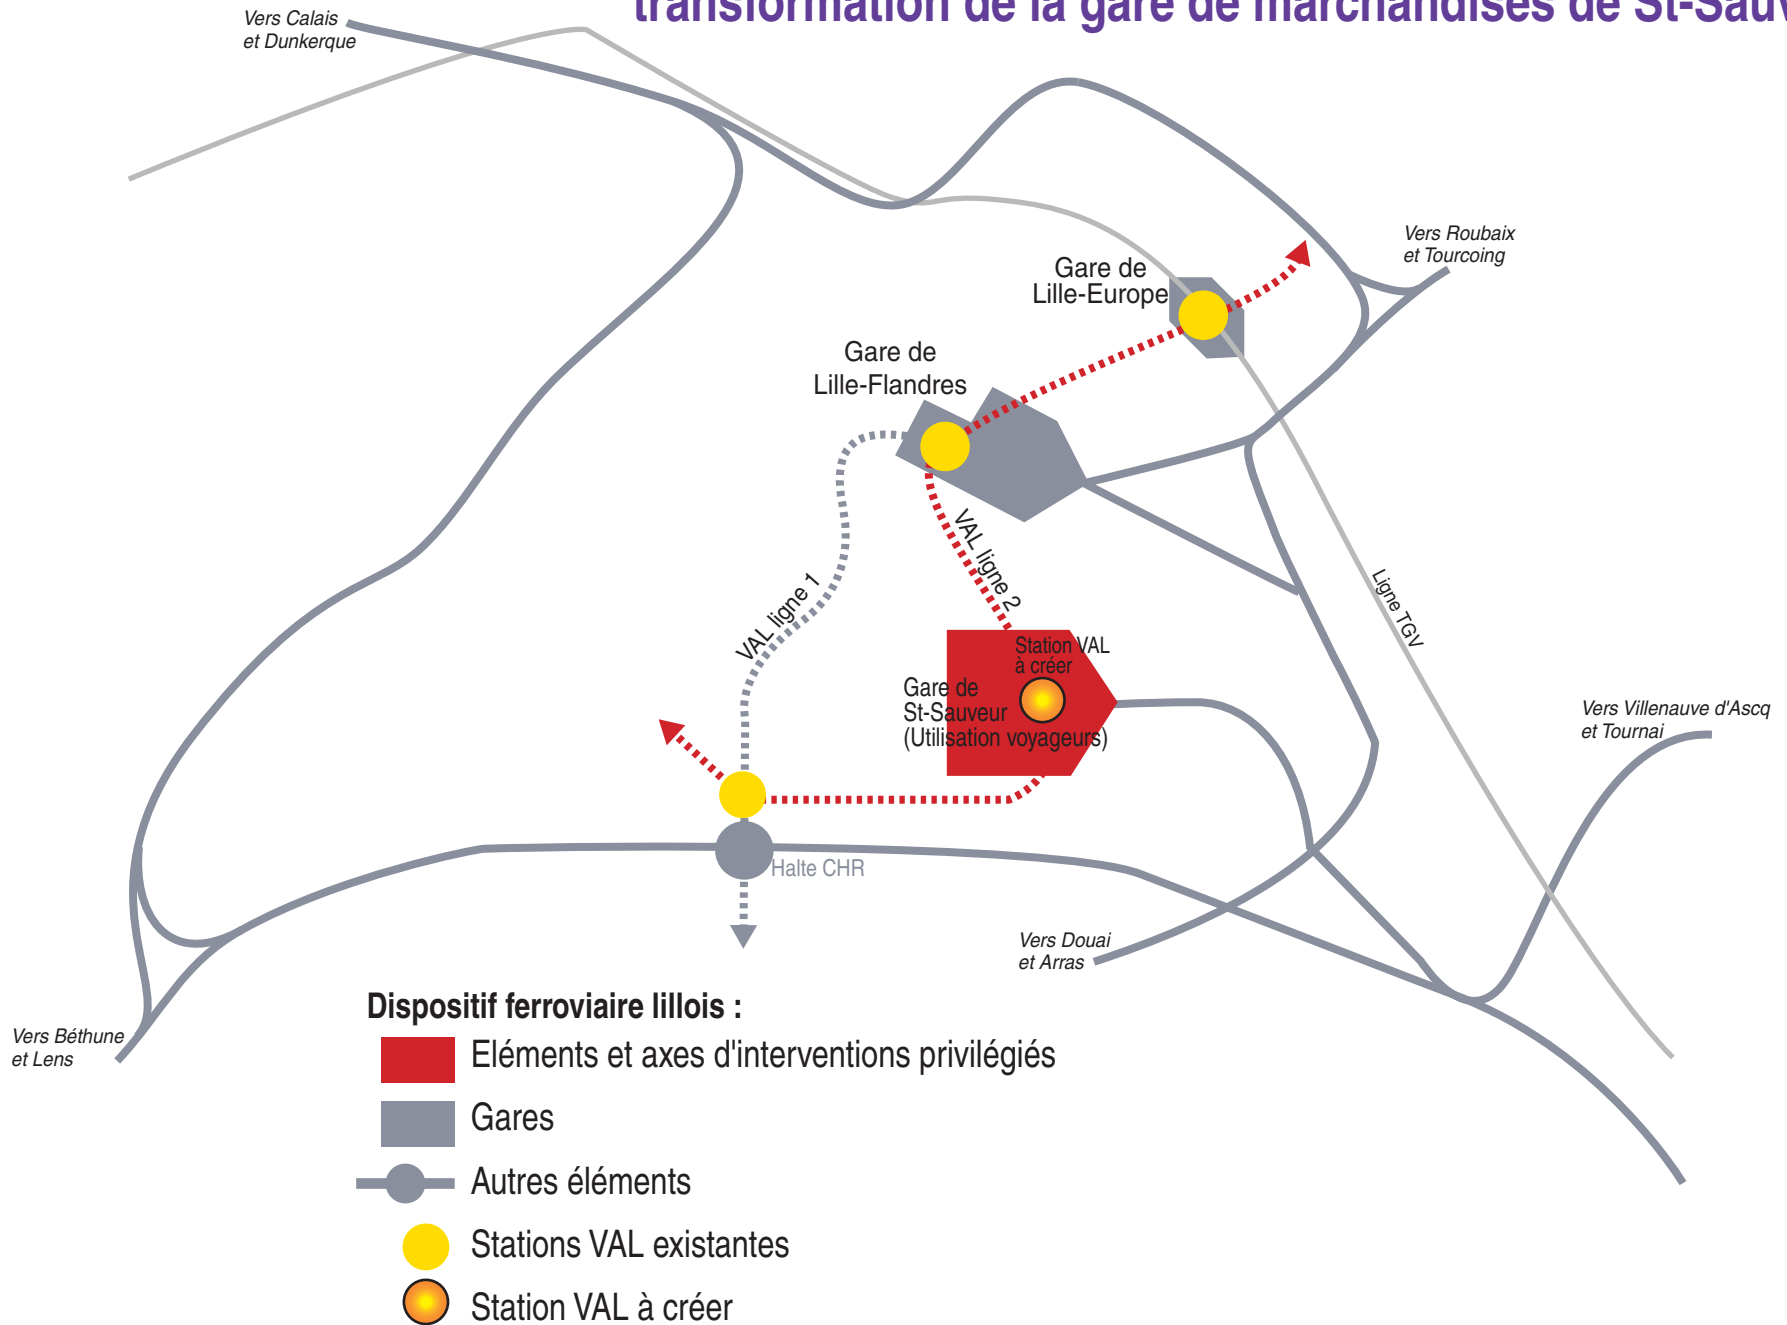 transformation de la gare de marchandises de St-Sauv
Vers Calais
et Dunkerque
Vers Roubaix
et Tourcoing
Gare de
Lille-Europe
Gare de
Lille-Flandres
VAL ligne 2
VAL ligne 1
Ligne TGV
Station VAL
à créer
Gare de
St-Sauveur
(Utilisation voyageurs)
Vers Villenauve d'Ascq
et Tournai
Halte CHR
Vers Douai
et Arras
Vers Béthune
et Lens
Dispositif ferroviaire lillois :
Eléments et axes d'interventions privilégiés
Gares
Autres éléments
Stations VAL existantes
Station VAL à créer